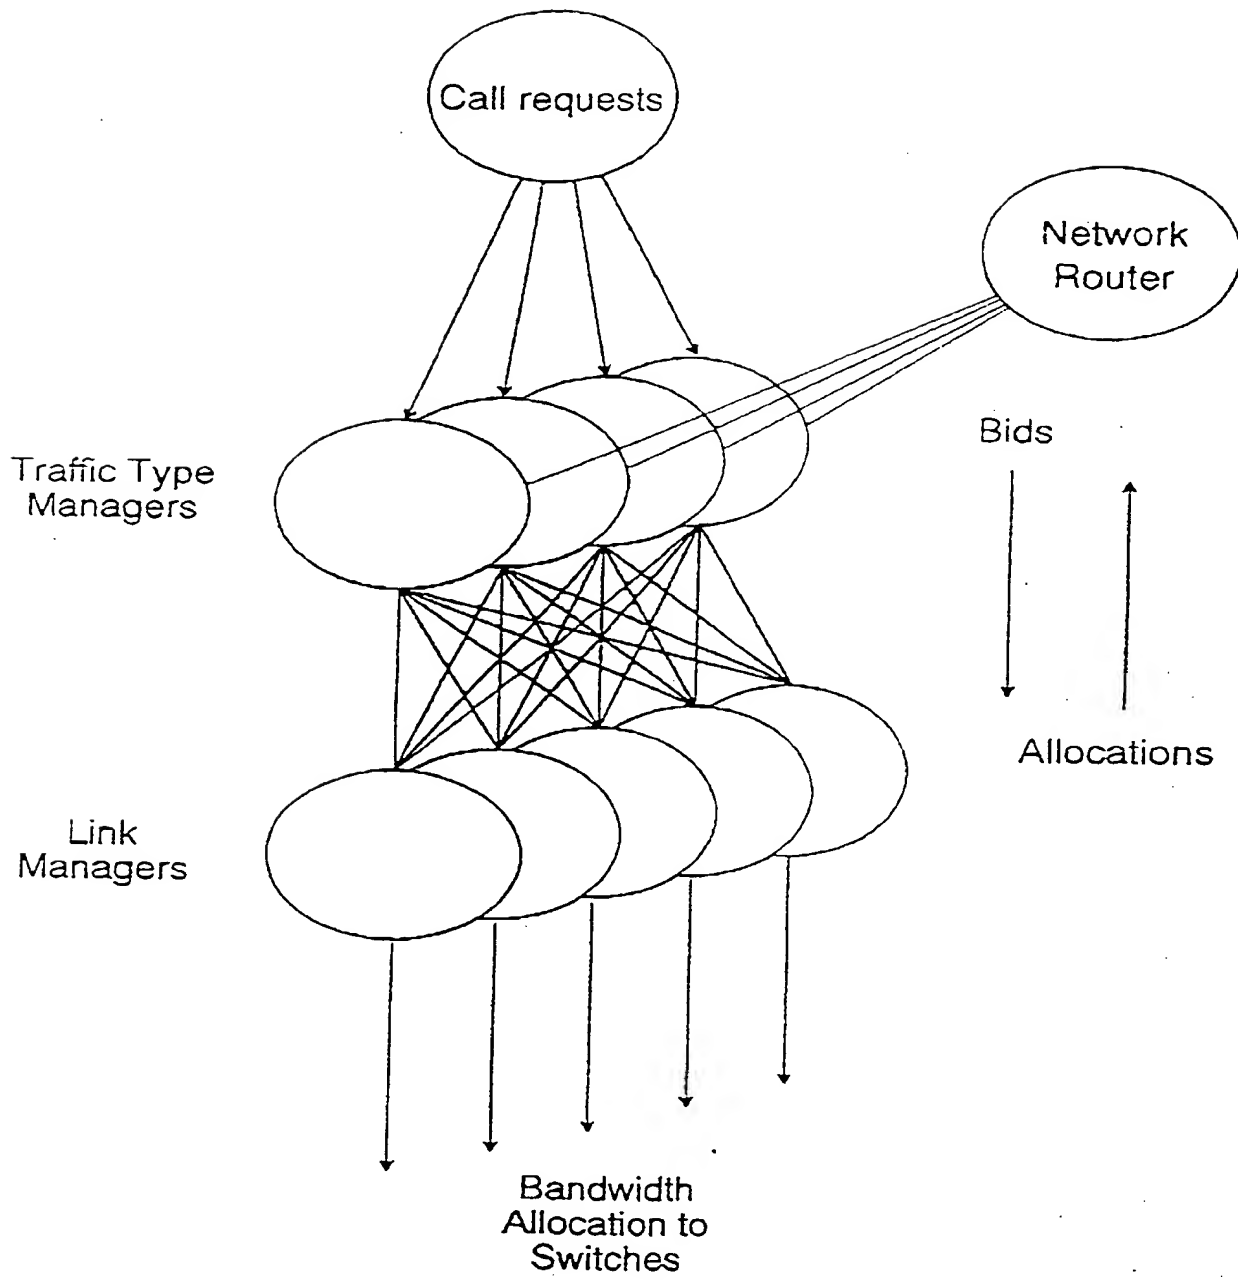 Call requests
Network
Router
Bids
Traffic Type
Managers
Allocations
Link
Managers
Bandwidth
Allocation to
Switches